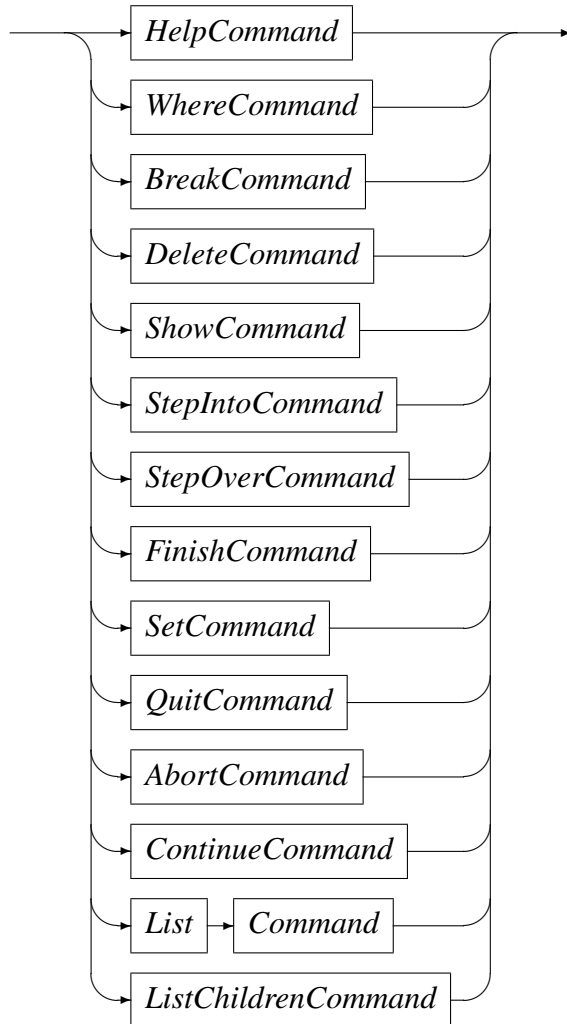 HelpCommand
WhereCommand
BreakCommand
DeleteCommand
ShowCommand
StepIntoCommand
StepOverCommand
FinishCommand
SetCommand
QuitCommand
AbortCommand
ContinueCommand
List Command
ListChildrenCommand